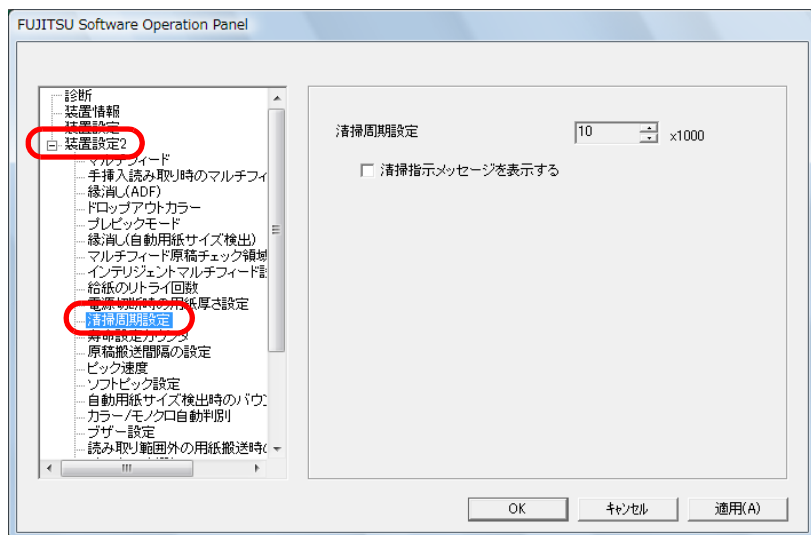 FUJITSU Software Operation Panel
診断
装置情報
装置設定
装置設定2
マルチフィード
手挿入読み取り時のマルチフィ
縁消し(ADF)
ドロップアウトカラー
プレピックモード
縁消し(自動用紙サイズ検出)
マルチフィード原稿チェック領域
インテリジェントマルチフィード
給紙のリトライ回数
電源切断時の用紙厚さ設定
清掃周期設定
寿命設定カウンタ
原稿搬送間隔の設定
ピック速度
ソフトピック設定
自動用紙サイズ検出時のバウ
カラー/モノクロ自動判別
ブザー設定
読み取り範囲外の用紙搬送時
清掃周期設定 10 x1000
清掃指示メッセージを表示する
OK キャンセル 適用(A)